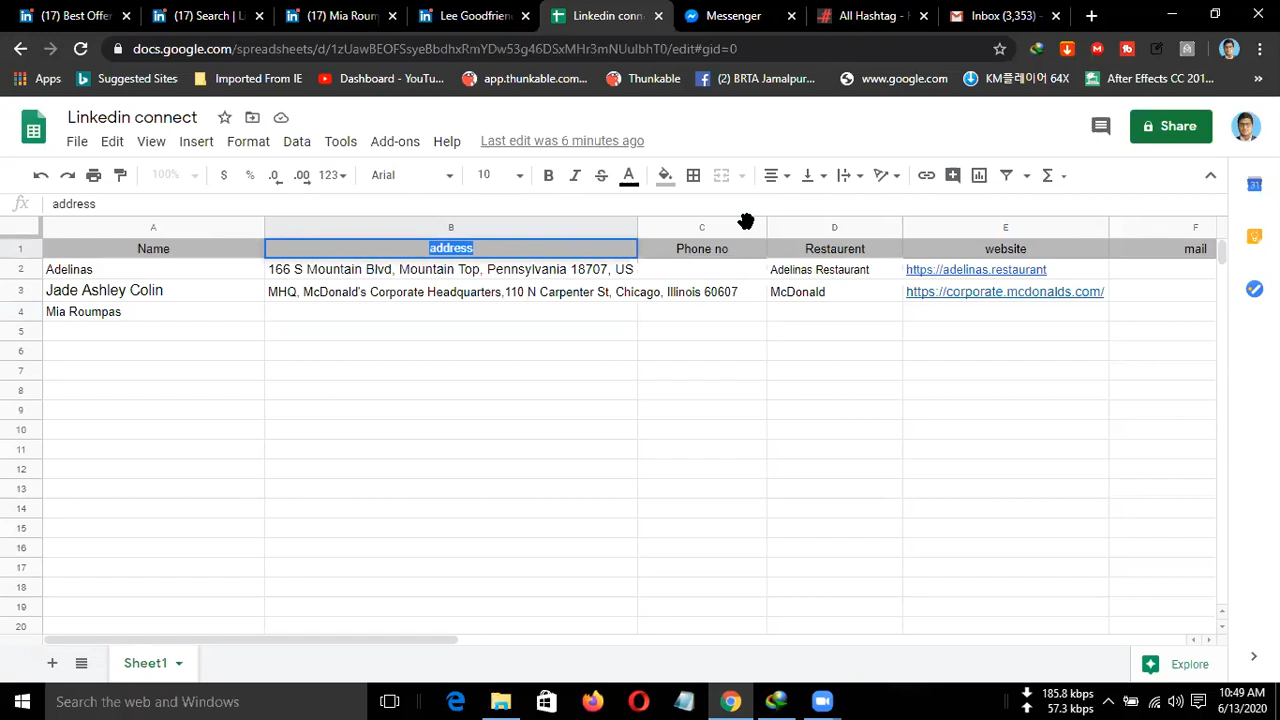 (17) Best Offer
(17) Search | Li
(17) Mia Roum
Lee Goodfrien
Linkedin conn
Messenger
All Hashtag - H
Inbox (3,353) -
docs.google.com/spreadsheets/d/1zUawBEOFSsyeBbdhxRmYDw53g46DSxMHr3mNUulbhT0/edit#gid=0
Apps
Suggested Sites
Imported From IE
Dashboard - YouTu...
app.thunkable.com...
Thunkable
(2) BRTA Jamalpur...
www.google.com
KM플레이어 64X
After Effects CC 201...
Linkedin connect
Share
File Edit View Insert Format Data Tools Add-ons Help Last edit was 6 minutes ago
100% $ % .0 .00 123 Arial 10 B I S A Σ
fx address
A B C D E F
1 Name address Phone no Restaurent website mail
2 Adelinas 166 S Mountain Blvd, Mountain Top, Pennsylvania 18707, US Adelinas Restaurant https://adelinas.restaurant
3 Jade Ashley Colin MHQ, McDonald's Corporate Headquarters,110 N Carpenter St, Chicago, Illinois 60607 McDonald https://corporate.mcdonalds.com/
4 Mia Roumpas
5
6
7
8
9
10
11
12
13
14
15
16
17
18
19
20
Sheet1
Explore
Search the web and Windows
185.8 kbps
57.3 kbps
10:49 AM
6/13/2020